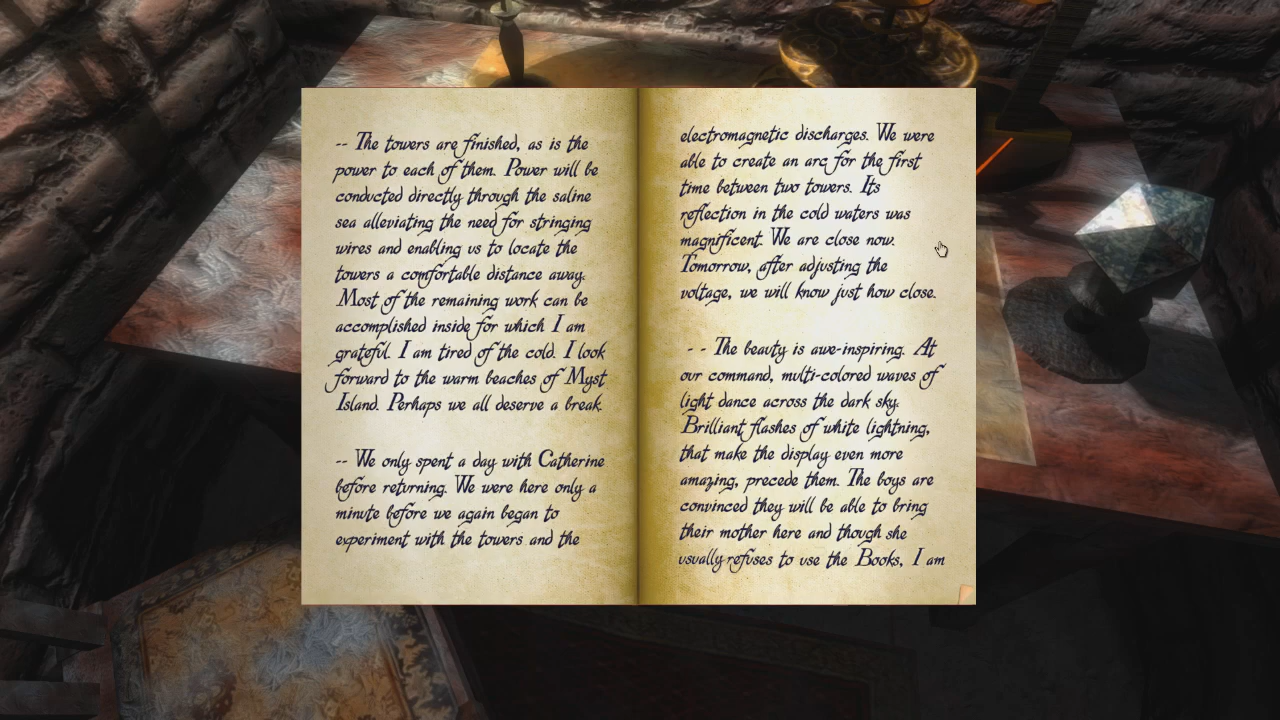 -- The towers are finished, as is the
power to each of them. Power will be
conducted directly through the saline
sea alleviating the need for stringing
wires and enabling us to locate the
towers a comfortable distance away.
Most of the remaining work can be
accomplished inside for which I am
grateful. I am tired of the cold. I look
forward to the warm beaches of Myst
Island. Perhaps we all deserve a break.
-- We only spent a day with Catherine
before returning. We were here only a
minute before we again began to
experiment with the towers and the
electromagnetic discharges. We were
able to create an arc for the first
time between two towers. Its
reflection in the cold waters was
magnificent. We are close now.
Tomorrow, after adjusting the
voltage, we will know just how close.
- - The beauty is awe-inspiring. At
our command, multi-colored waves of
light dance across the dark sky.
Brilliant flashes of white lightning,
that make the display even more
amazing, precede them. The boys are
convinced they will be able to bring
their mother here and though she
usually refuses to use the Books, I am